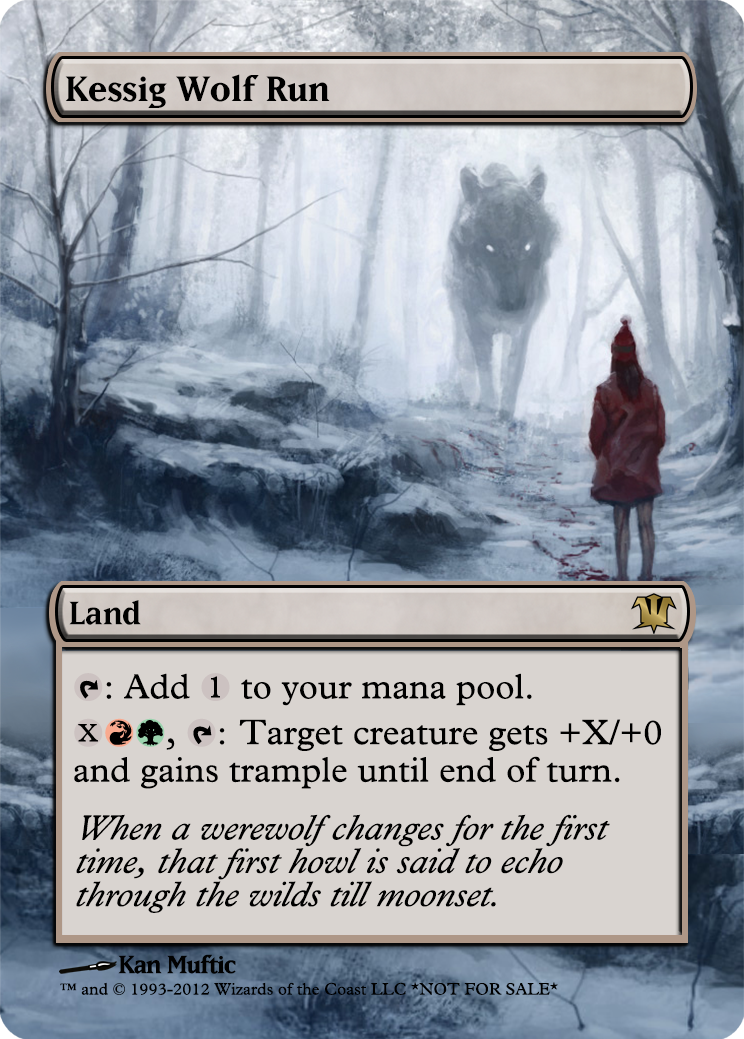 Kessig Wolf Run
Land
: Add 1 to your mana pool.
X, : Target creature gets +X/+0
and gains trample until end of turn.
When a werewolf changes for the first
time, that first howl is said to echo
through the wilds till moonset.
Kan Muftic
™ and © 1993-2012 Wizards of the Coast LLC *NOT FOR SALE*